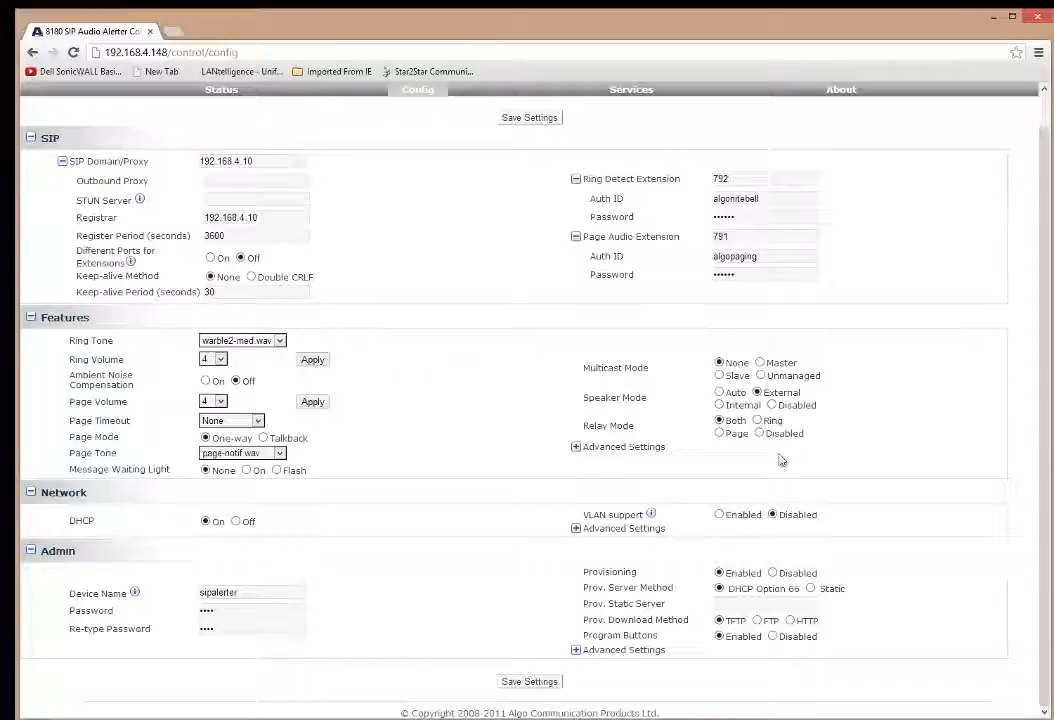 8180 SIP Audio Alerter Co
192.168.4.148/control/config
Dell SonicWALL Basi... New Tab LANtelligence - Unif... Imported From IE Star2Star Communi...
Status Config Services About
Save Settings
SIP
SIP Domain/Proxy 192.168.4.10
Outbound Proxy
STUN Server
Registrar 192.168.4.10
Register Period (seconds) 3600
Different Ports for
Extensions On Off
Keep-alive Method None Double CRLF
Keep-alive Period (seconds) 30
Ring Detect Extension 792
Auth ID algonitebell
Password ••••••
Page Audio Extension 791
Auth ID algopaging
Password ••••••
Features
Ring Tone warble2-med.wav
Ring Volume 4 Apply
Ambient Noise
Compensation On Off
Page Volume 4 Apply
Page Timeout None
Page Mode One-way Talkback
Page Tone page-notif.wav
Message Waiting Light None On Flash
Multicast Mode None Master
Slave Unmanaged
Speaker Mode Auto External
Internal Disabled
Relay Mode Both Ring
Page Disabled
Advanced Settings
Network
DHCP On Off
VLAN support Enabled Disabled
Advanced Settings
Admin
Device Name sipalerter
Password ••••
Re-type Password ••••
Provisioning Enabled Disabled
Prov. Server Method DHCP Option 66 Static
Prov. Static Server
Prov. Download Method TFTP FTP HTTP
Program Buttons Enabled Disabled
Advanced Settings
Save Settings
© Copyright 2008-2011 Algo Communication Products Ltd.